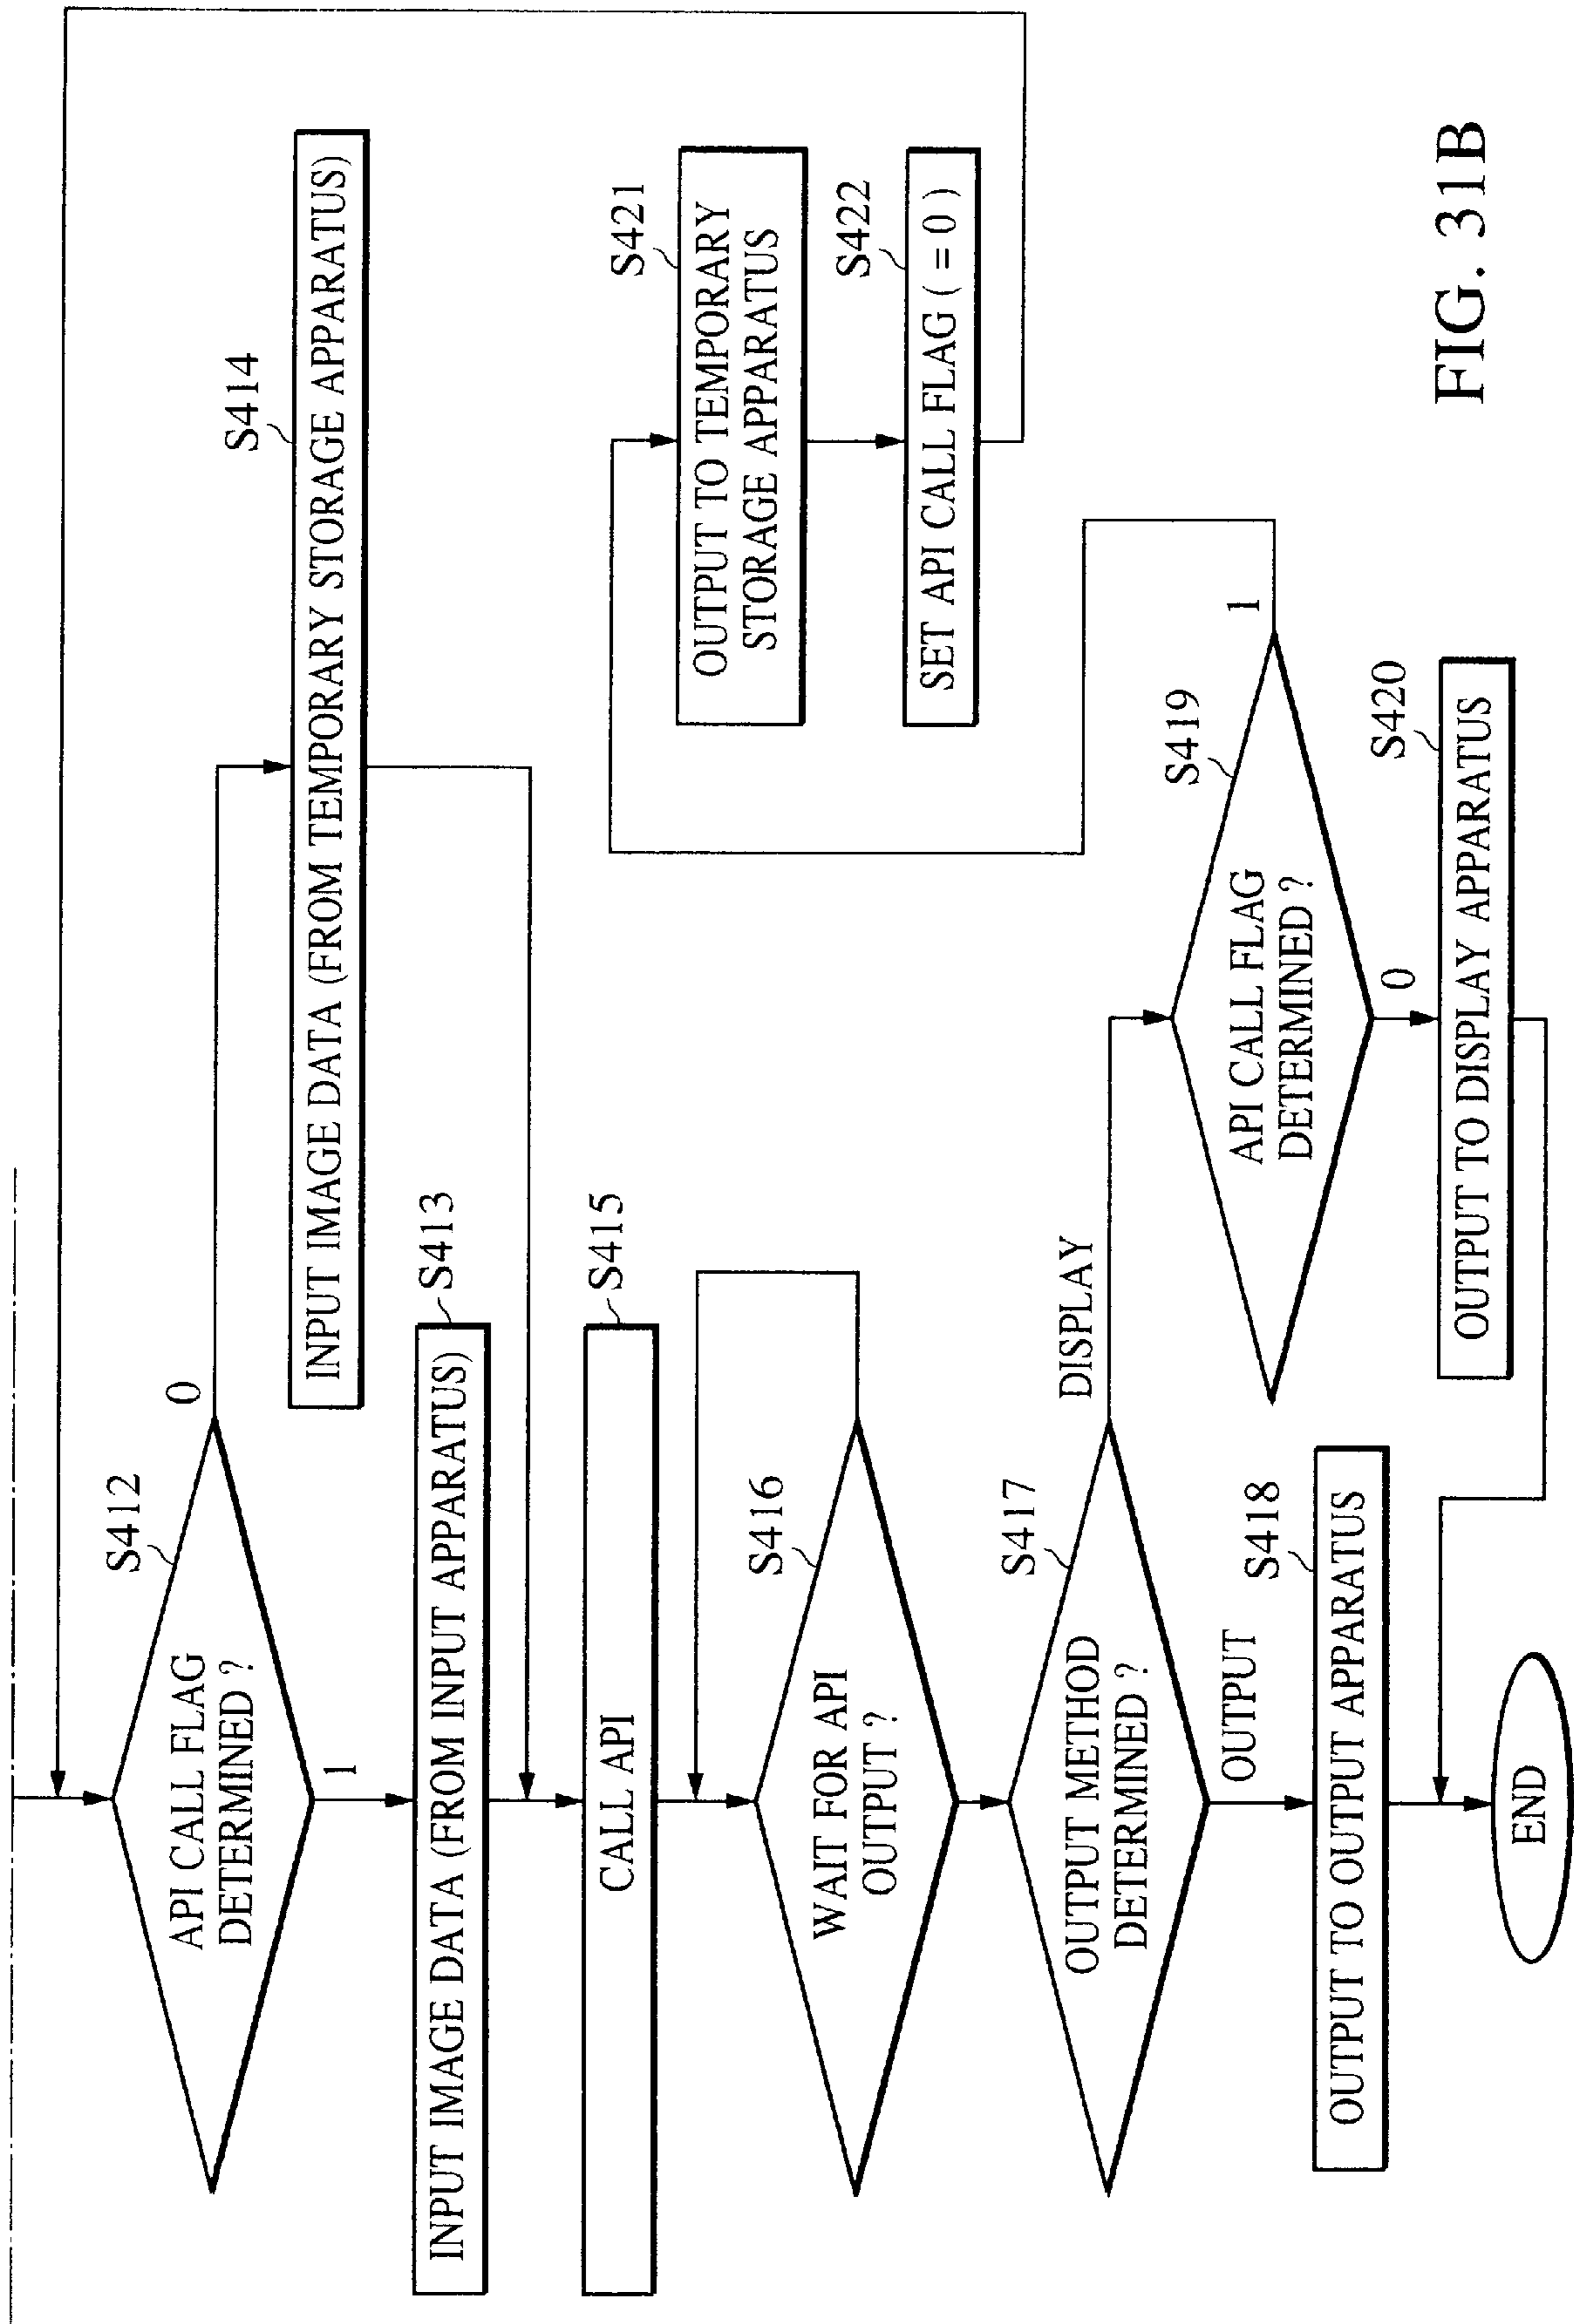 S412
API CALL FLAG
DETERMINED ?
0
1
S414
INPUT IMAGE DATA (FROM TEMPORARY STORAGE APPARATUS)
S413
INPUT IMAGE DATA (FROM INPUT APPARATUS)
S415
CALL API
S416
WAIT FOR API
OUTPUT ?
S417
OUTPUT METHOD
DETERMINED ?
DISPLAY
OUTPUT
S418
OUTPUT TO OUTPUT APPARATUS
END
S419
API CALL FLAG
DETERMINED ?
1
0
S420
OUTPUT TO DISPLAY APPARATUS
S421
OUTPUT TO TEMPORARY
STORAGE APPARATUS
S422
SET API CALL FLAG ( = 0 )
FIG. 31B